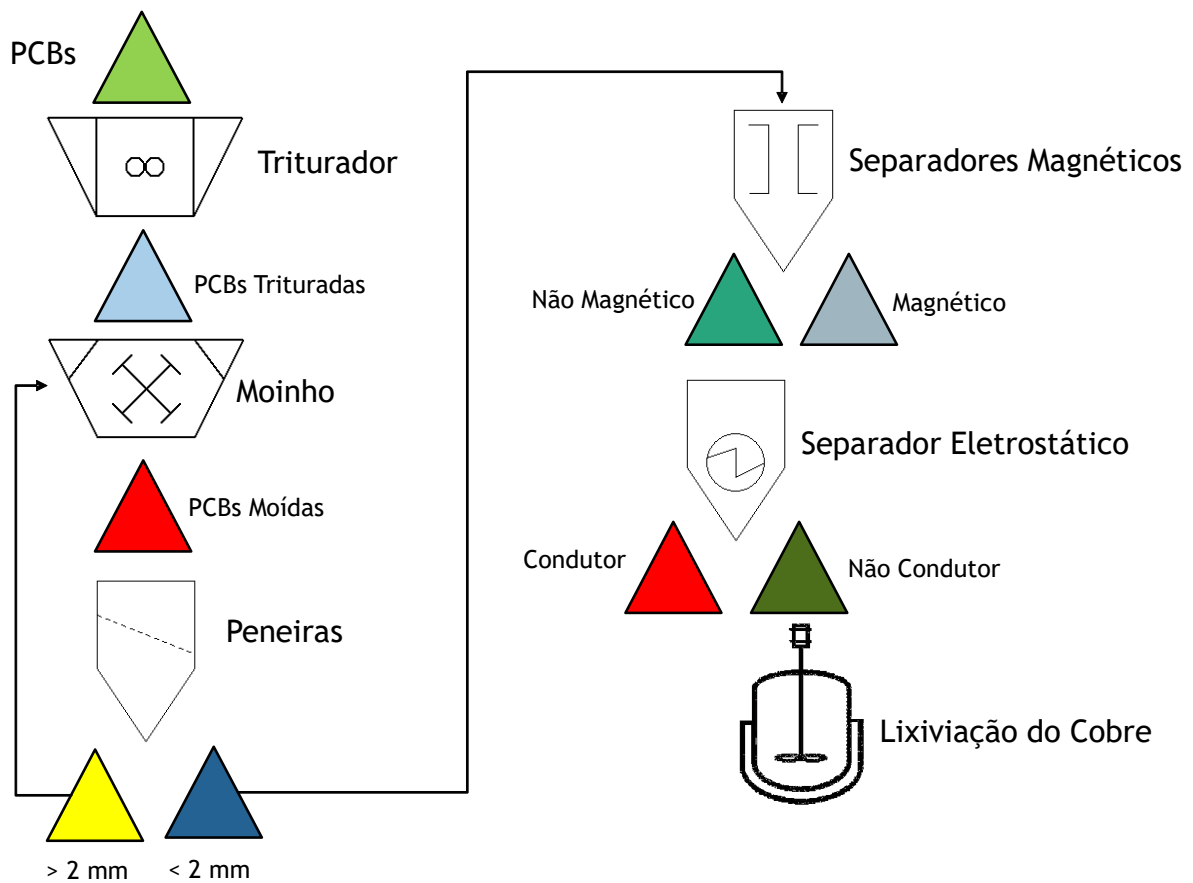 PCBs
Triturador
PCBs Trituradas
Moinho
PCBs Moídas
Peneiras
> 2 mm
< 2 mm
Separadores Magnéticos
Não Magnético
Magnético
Separador Eletrostático
Condutor
Não Condutor
Lixiviação do Cobre